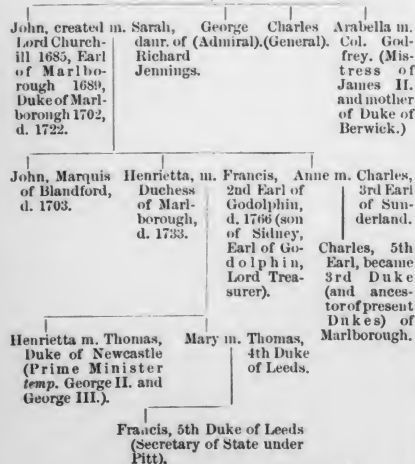 John, created m. Sarah, George Charles Arabella m.
Lord Church- daur. of (Admiral).(General). Col. God-
ill 1685, Earl Richard frey. (Mis-
of Marlbo- Jennings. tress of
rough 1689, James II.
Duke of Marl- and mother
borough 1702, of Duke of
d. 1722. Berwick.)
John, Marquis Henrietta, m. Francis, Anne m. Charles,
of Blandford, Duchess 2nd Earl of 3rd Earl
d. 1703. of Marl- Godolphin, of Sun-
borough, d. 1766 (son derland.
d. 1733. of Sidney,
Earl of Go- Charles, 5th
dolphin, Earl, became
Lord Trea- 3rd Duke
surer). (and ances-
tor of present
Dukes) of
Marlborough.
Henrietta m. Thomas, Mary m. Thomas,
Duke of Newcastle 4th Duke
(Prime Minister of Leeds.
temp. George II. and
George III.).
Francis, 5th Duke of Leeds
(Secretary of State under
Pitt).